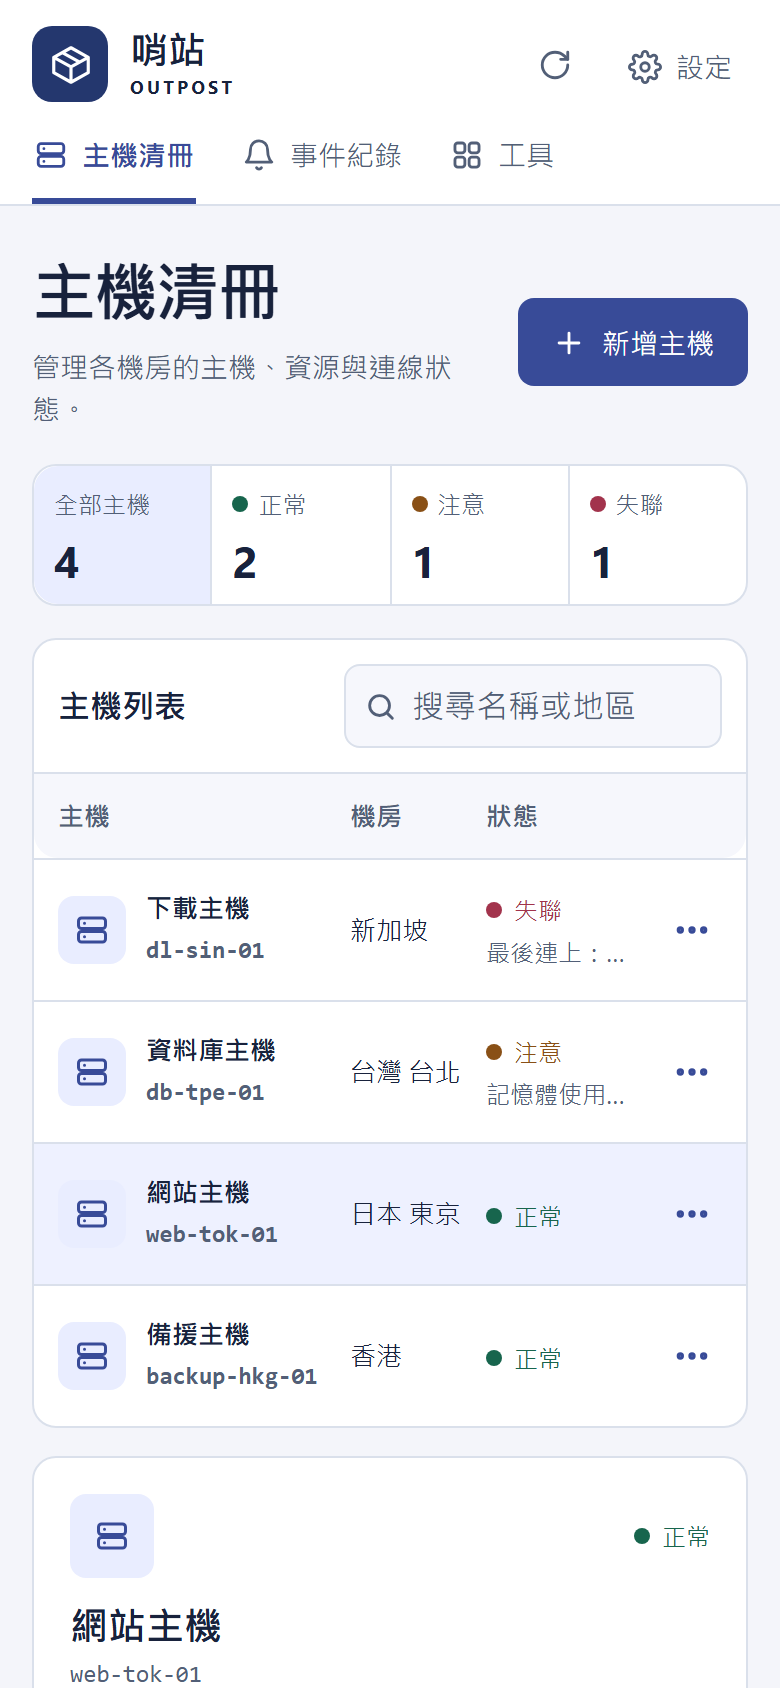 哨站
OUTPOST
設定
主機清冊
事件紀錄
工具
主機清冊
管理各機房的主機、資源與連線狀
態。
新增主機
全部主機
4
正常
2
注意
1
失聯
1
主機列表
搜尋名稱或地區
主機
機房
狀態
下載主機
dl-sin-01
新加坡
失聯
最後連上：...
資料庫主機
db-tpe-01
台灣 台北
注意
記憶體使用...
網站主機
web-tok-01
日本 東京
正常
備援主機
backup-hkg-01
香港
正常
正常
網站主機
web-tok-01